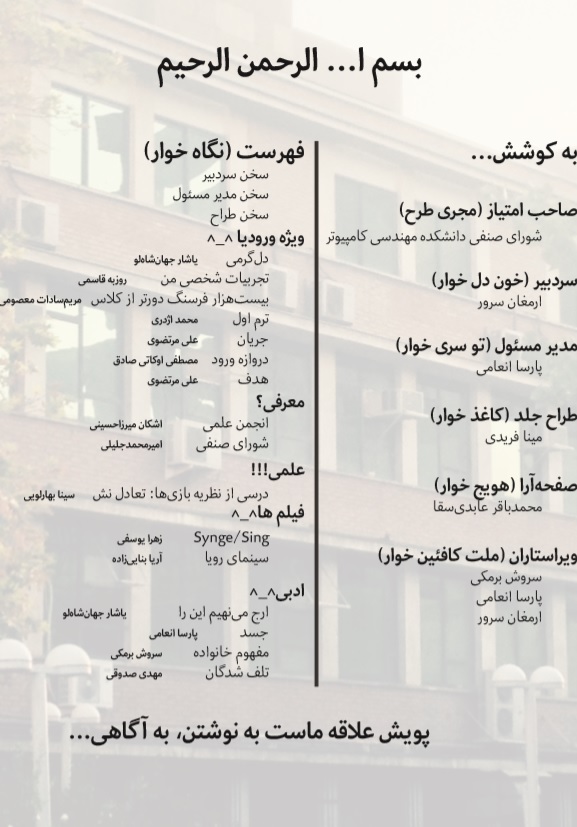 بسم ا... الرحمن الرحیم
به کوشش...
صاحب امتیاز (مجری طرح)
شورای صنفی دانشکده مهندسی کامپیوتر
سردبیر (خون دل خوار)
ارمغان سرور
مدیر مسئول (تو سری خوار)
پارسا انعامی
طراح جلد (کاغذ خوار)
مینا فریدی
صفحه‌آرا (هویج خوار)
محمدباقر عابدی‌سقا
ویراستاران (ملت کافئین خوار)
سروش برمکی
پارسا انعامی
ارمغان سرور
فهرست (نگاه خوار)
سخن سردبیر
سخن مدیر مسئول
سخن طراح
ویژه ورودیا ^_^
دل‌گرمی یاشار جهان‌شاه‌لو
تجربیات شخصی من روزبه قاسمی
بیست‌هزار فرسنگ دورتر از کلاس مریم‌سادات معصومی
ترم اول محمد اژدری
جریان علی مرتضوی
دروازه ورود مصطفی اوکاتی صادق
هدف علی مرتضوی
معرفی؟
انجمن علمی اشکان میرزاحسینی
شورای صنفی امیرمحمدجلیلی
علمی!!!
درسی از نظریه بازی‌ها: تعادل نش سینا بهارلویی
فیلم ها^_^
Synge/Sing زهرا یوسفی
سینمای رویا آریا بنایی‌زاده
ادبی^_^
ارج می‌نهیم این را یاشار جهان‌شاه‌لو
جسد پارسا انعامی
مفهوم خانواده سروش برمکی
تلف شدگان مهدی صدوقی
پویش علاقه ماست به نوشتن، به آگاهی...